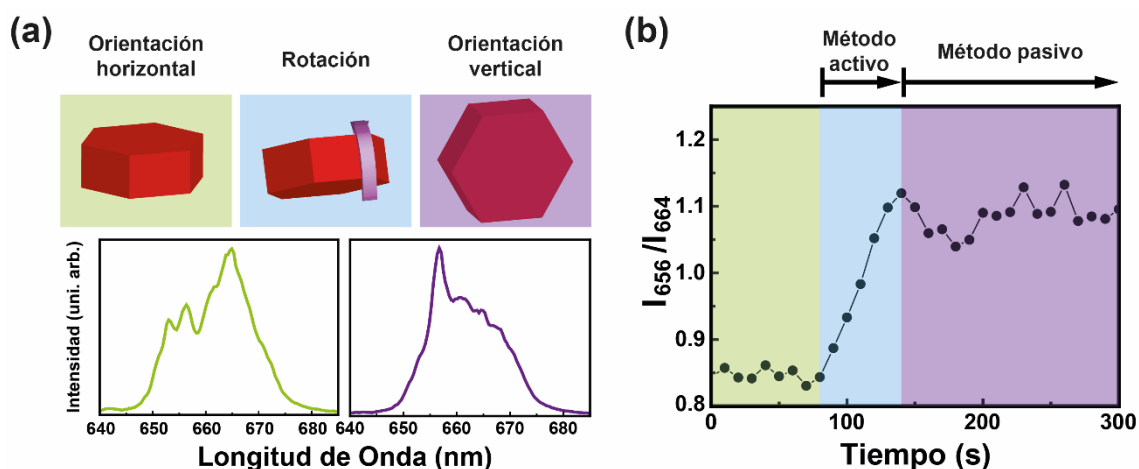 (a)
Orientación
horizontal
Rotación
Orientación
vertical
Intensidad (uni. arb.)
640 650 660 670 680 640 650 660 670 680
Longitud de Onda (nm)
(b)
Método
activo
Método pasivo
I656/I664
1.2
1.1
1.0
0.9
0.8
0 100 200 300
Tiempo (s)